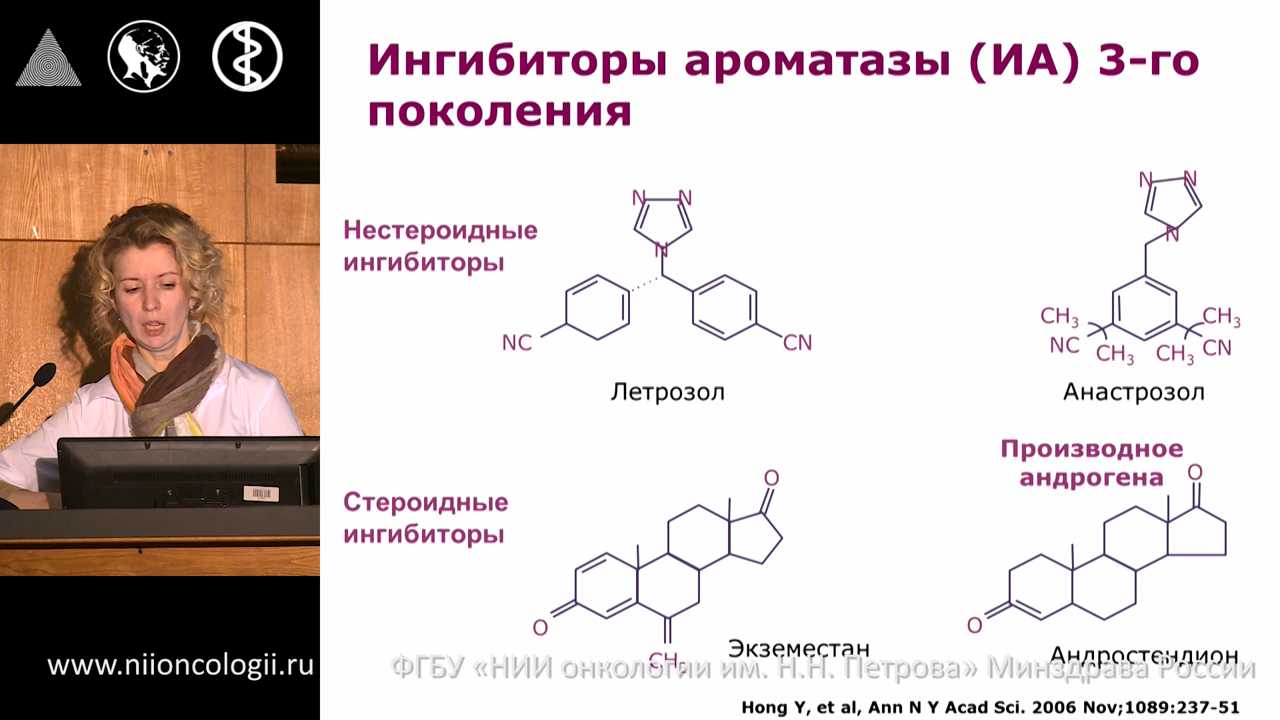 Ингибиторы ароматазы (ИА) 3-го
поколения
Нестероидные
ингибиторы
N N
N
NC
CN
Летрозол
N N
N
CH3
NC
CH3
CH3
CH3
CN
Анастрозол
Стероидные
ингибиторы
O
O
CH2
Экземестан
Производное
андрогена
O
O
Андростендион
www.niioncologii.ru
ФГБУ «НИИ онкологии им. Н.Н. Петрова» Минздрава России
Hong Y, et al, Ann N Y Acad Sci. 2006 Nov;1089:237-51